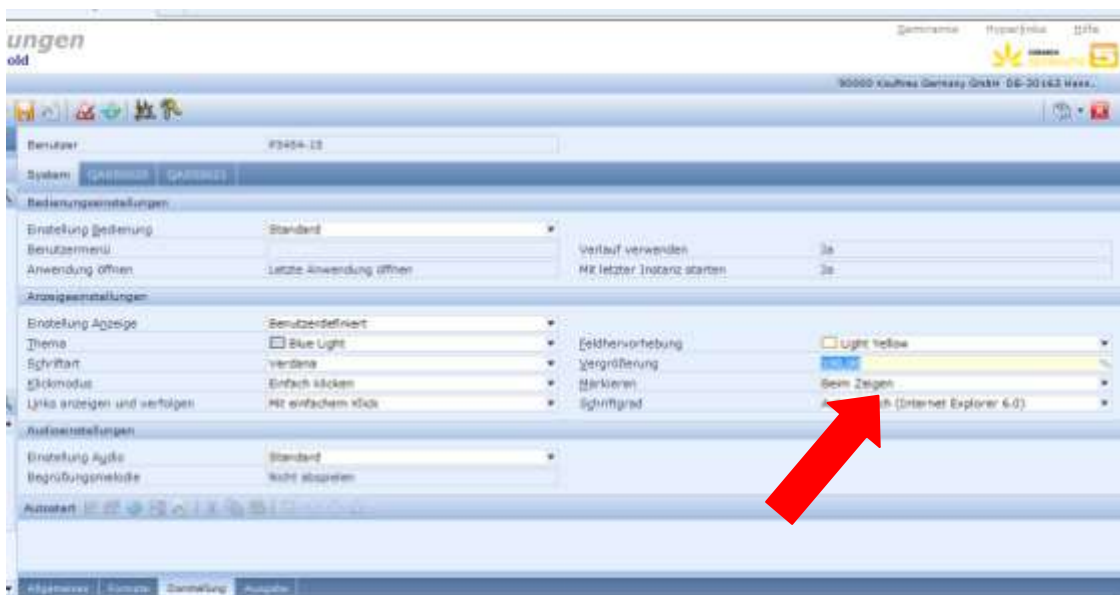 ungen
old
Hyperlinks Hilfe
Benutzer
System
Bedienungseinstellungen
Einstellung Bedienung Standard
Benutzermenü Verlauf verwenden Ja
Anwendung öffnen Letzte Anwendung öffnen Mit letzter Instanz starten Ja
Anzeigeeinstellungen
Einstellung Anzeige Benutzerdefiniert
Thema Blue Light Feldhervorhebung Light Yellow
Schriftart Verdana Vergrößerung
Klickmodus Einfach klicken Markieren Beim Zeigen
Links anzeigen und verfolgen Mit einfachem Klick Schriftgrad (Internet Explorer 6.0)
Audioeinstellungen
Einstellung Audio Standard
Begrüßungsmelodie Nicht abspielen
Autostart
Allgemeines Formate Darstellung Ausgabe